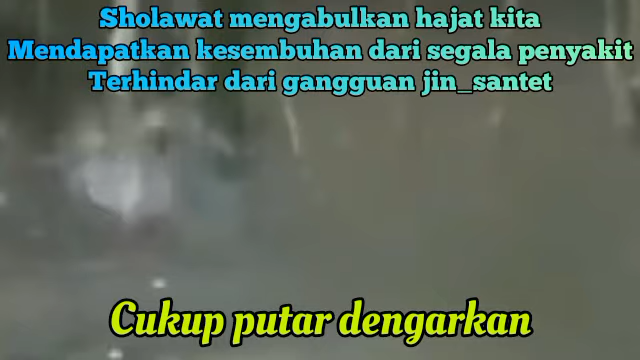 Sholawat mengabulkan hajat kita
Mendapatkan kesembuhan dari segala penyakit
Terhindar dari gangguan jin_santet
Cukup putar dengarkan